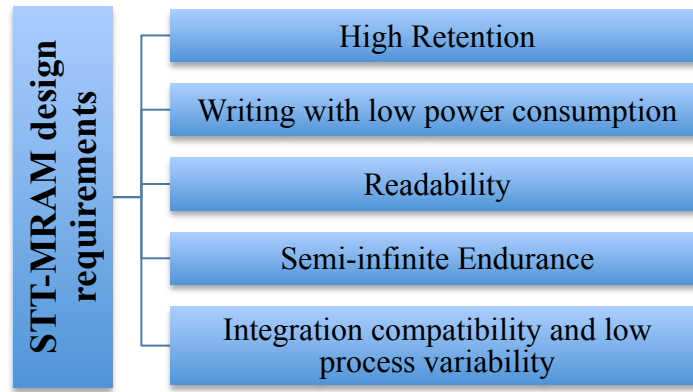 STT-MRAM design
requirements
High Retention
Writing with low power consumption
Readability
Semi-infinite Endurance
Integration compatibility and low
process variability